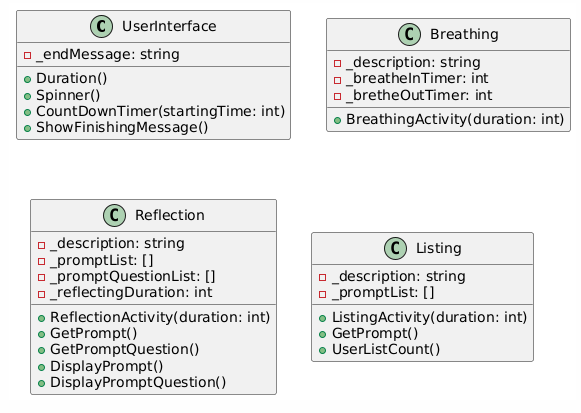 C UserInterface
_endMessage: string
Duration()
Spinner()
CountDownTimer(startingTime: int)
ShowFinishingMessage()
C Breathing
_description: string
_breatheInTimer: int
_bretheOutTimer: int
BreathingActivity(duration: int)
C Reflection
_description: string
_promptList: []
_promptQuestionList: []
_reflectingDuration: int
ReflectionActivity(duration: int)
GetPrompt()
GetPromptQuestion()
DisplayPrompt()
DisplayPromptQuestion()
C Listing
_description: string
_promptList: []
ListingActivity(duration: int)
GetPrompt()
UserListCount()